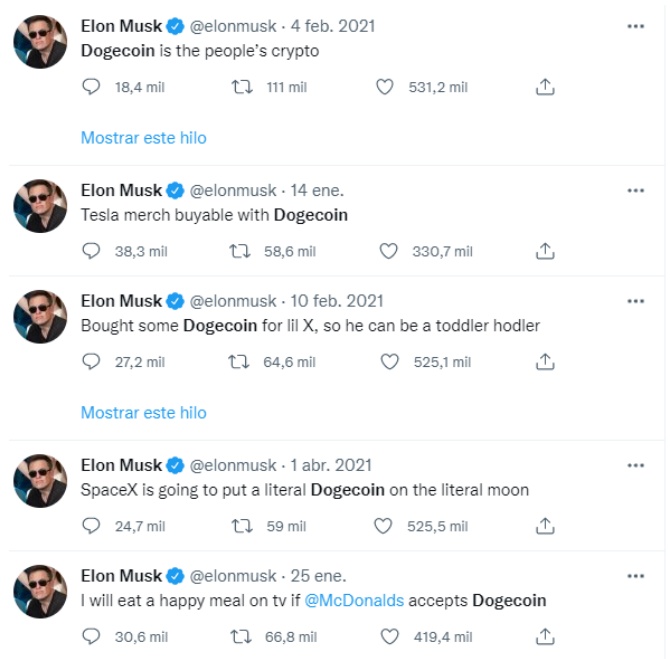 Elon Musk @elonmusk · 4 feb. 2021
Dogecoin is the people’s crypto
18,4 mil 111 mil 531,2 mil
Mostrar este hilo
Elon Musk @elonmusk · 14 ene.
Tesla merch buyable with Dogecoin
38,3 mil 58,6 mil 330,7 mil
Elon Musk @elonmusk · 10 feb. 2021
Bought some Dogecoin for lil X, so he can be a toddler hodler
27,2 mil 64,6 mil 525,1 mil
Mostrar este hilo
Elon Musk @elonmusk · 1 abr. 2021
SpaceX is going to put a literal Dogecoin on the literal moon
24,7 mil 59 mil 525,5 mil
Elon Musk @elonmusk · 25 ene.
I will eat a happy meal on tv if @McDonalds accepts Dogecoin
30,6 mil 66,8 mil 419,4 mil